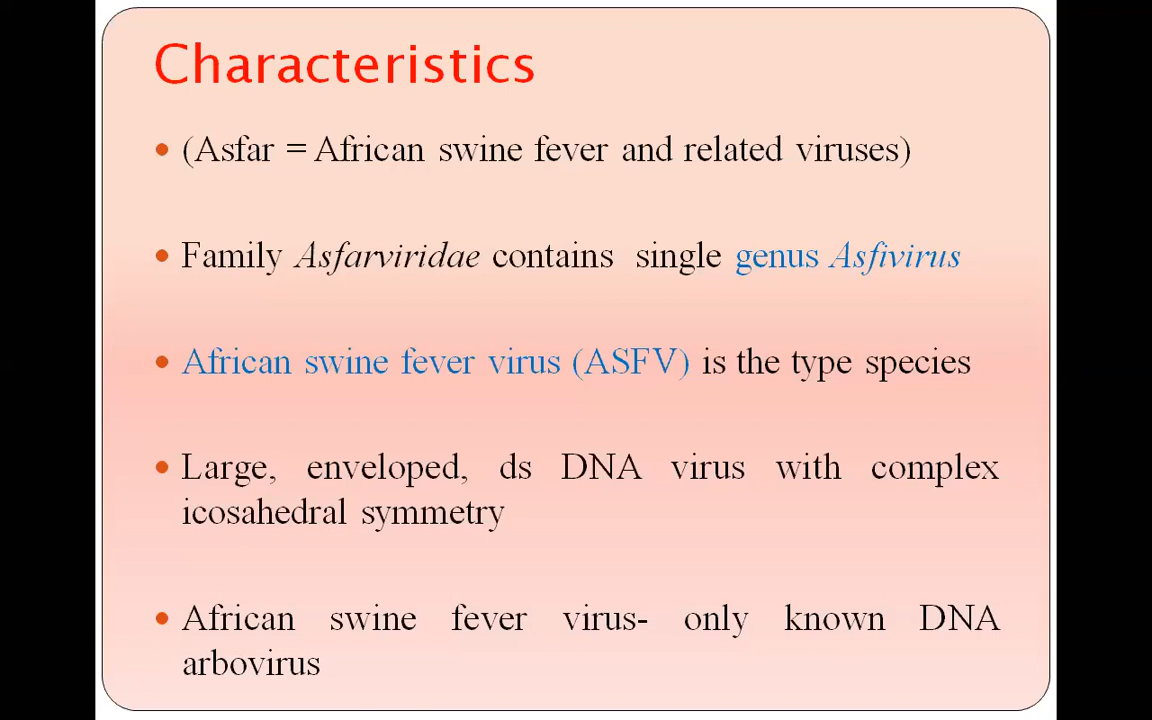 Characteristics
(Asfar = African swine fever and related viruses)
Family Asfarviridae contains single genus Asfivirus
African swine fever virus (ASFV) is the type species
Large, enveloped, ds DNA virus with complex
icosahedral symmetry
African swine fever virus- only known DNA
arbovirus